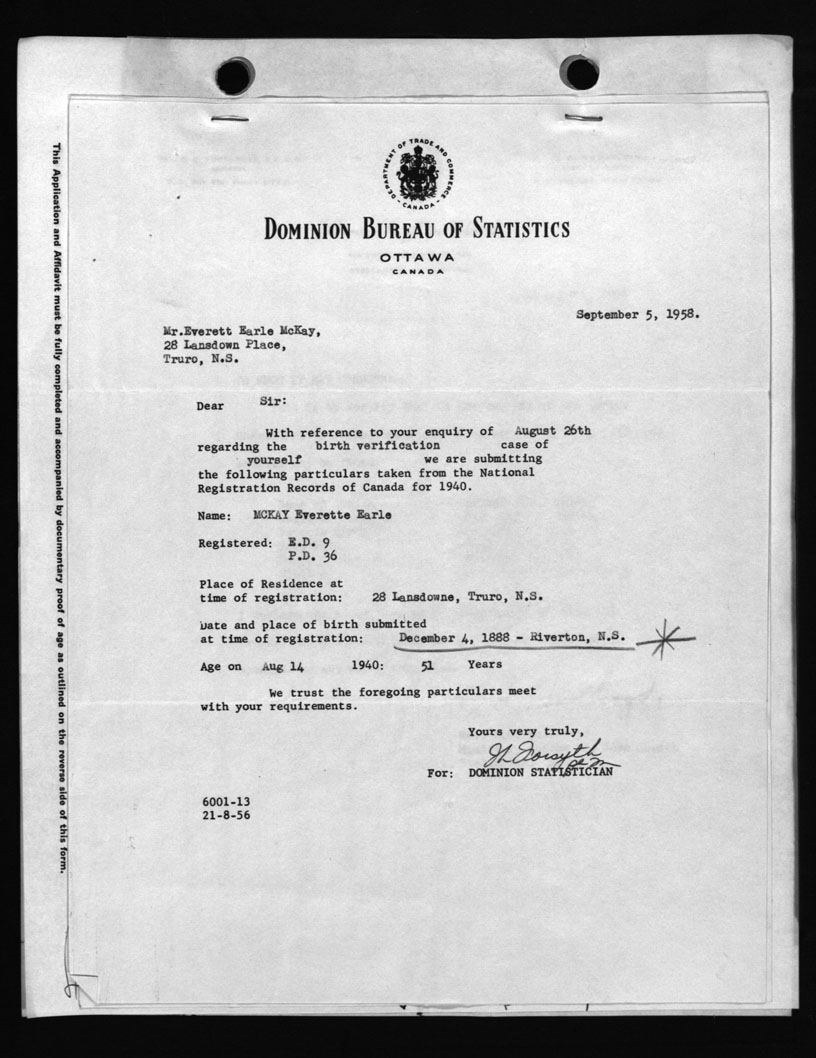 DEPARTMENT OF TRADE AND COMMERCE
- CANADA -
DOMINION BUREAU OF STATISTICS
OTTAWA
CANADA
September 5, 1958.
Mr.Everett Earle McKay,
28 Lansdown Place,
Truro, N.S.
Dear Sir:
With reference to your enquiry of August 26th
regarding the birth verification case of
yourself we are submitting
the following particulars taken from the National
Registration Records of Canada for 1940.
Name: MCKAY Everette Earle
Registered: E.D. 9
P.D. 36
Place of Residence at
time of registration: 28 Lansdowne, Truro, N.S.
Date and place of birth submitted
at time of registration: December 4, 1888 - Riverton, N.S.
Age on Aug 14 1940: 51 Years
We trust the foregoing particulars meet
with your requirements.
Yours very truly,
For: DOMINION STATISTICIAN
6001-13
21-8-56
This Application and Affidavit must be fully completed and accompanied by documentary proof of age as outlined on the reverse side of this form.